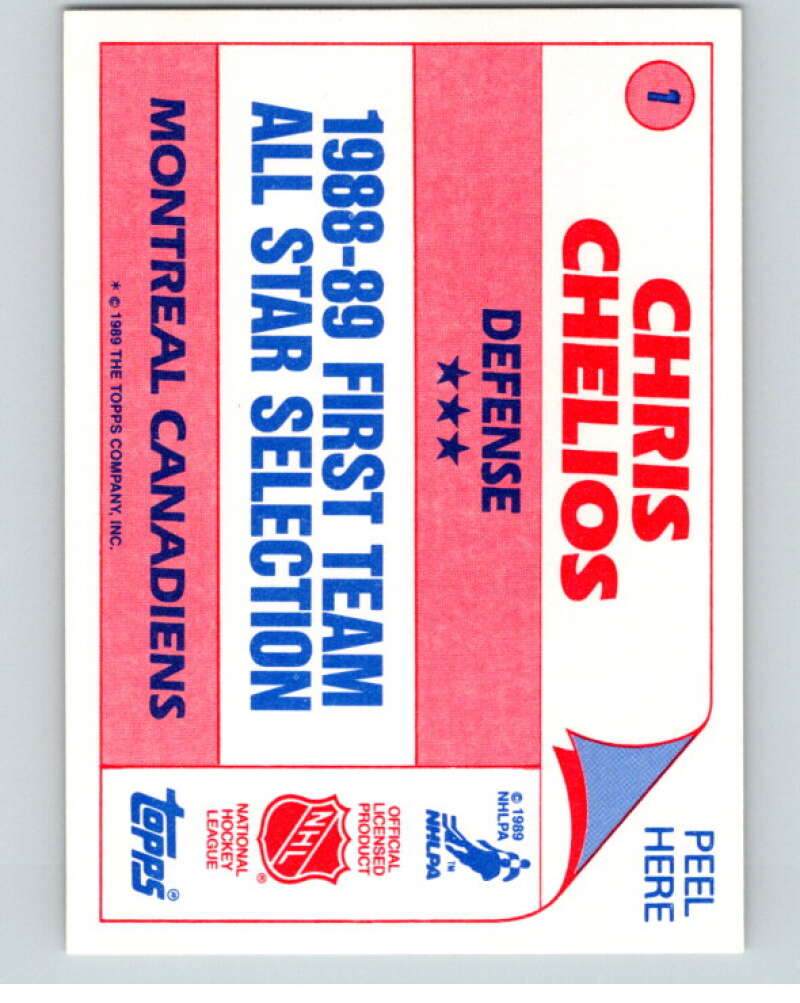 1
CHRIS
CHELIOS
DEFENSE
★★★
1988-89 FIRST TEAM
ALL STAR SELECTION
MONTREAL CANADIENS
* © 1989 THE TOPPS COMPANY, INC.
PEEL
HERE
© 1989
NHLPA
NHLPA
TM
OFFICIAL
LICENSED
PRODUCT
NHL
®
NATIONAL
HOCKEY
LEAGUE
topps®